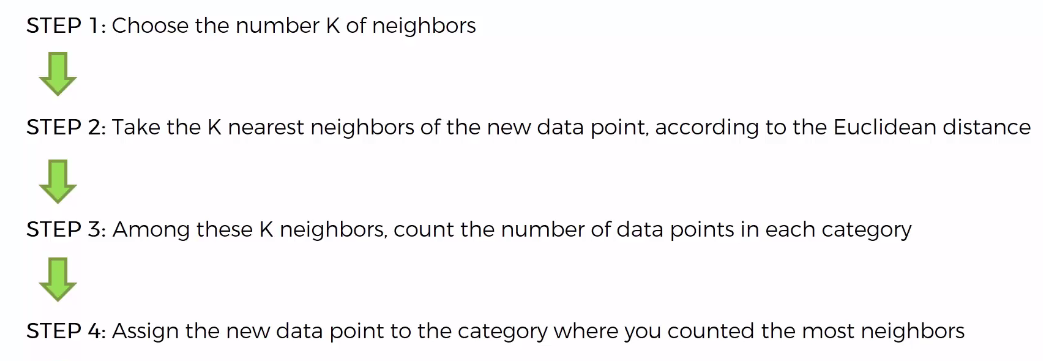 STEP 1: Choose the number K of neighbors
STEP 2: Take the K nearest neighbors of the new data point, according to the Euclidean distance
STEP 3: Among these K neighbors, count the number of data points in each category
STEP 4: Assign the new data point to the category where you counted the most neighbors